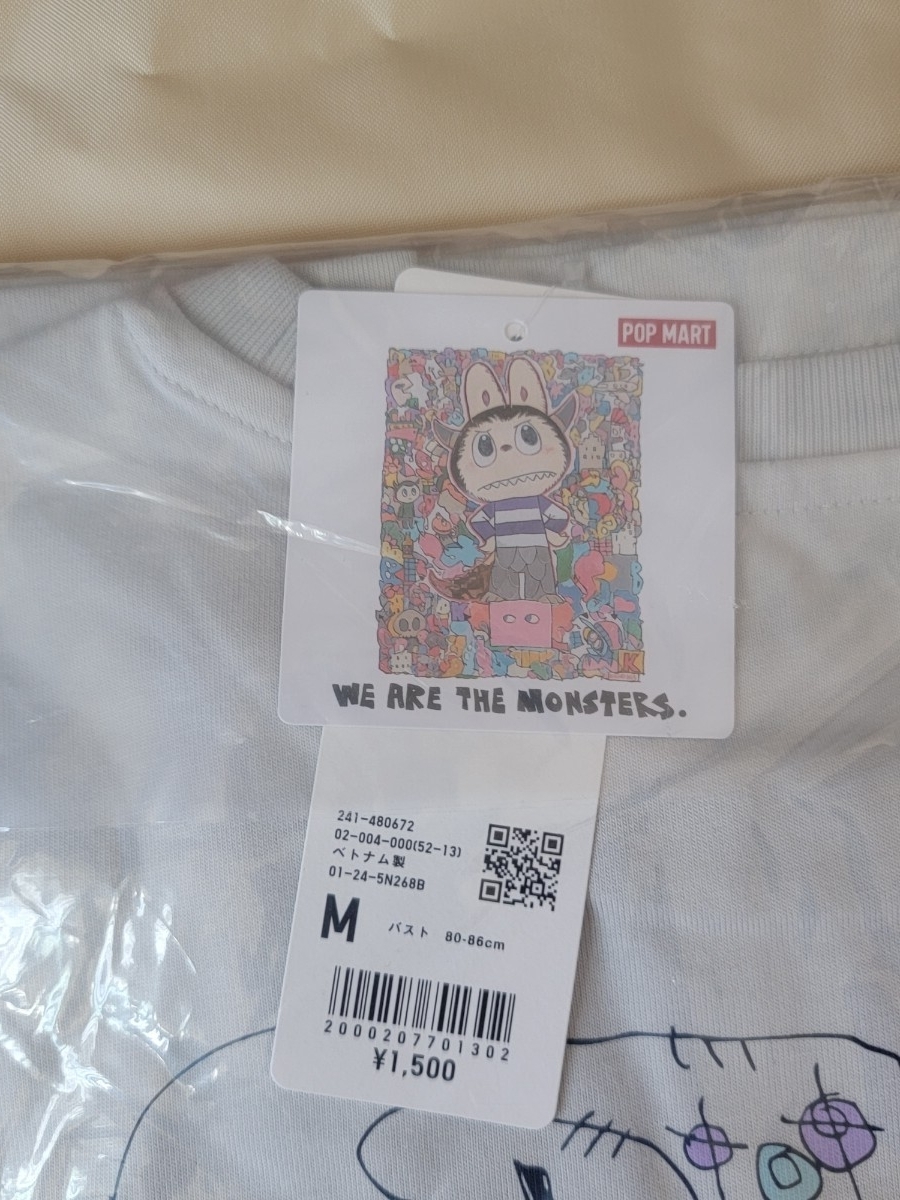 POP MART
K
WE ARE THE MONSTERS.
241-480672
02-004-000(52-13)
ベトナム製
01-24-5N268B
M バスト 80-86cm
2000207701302
¥1,500